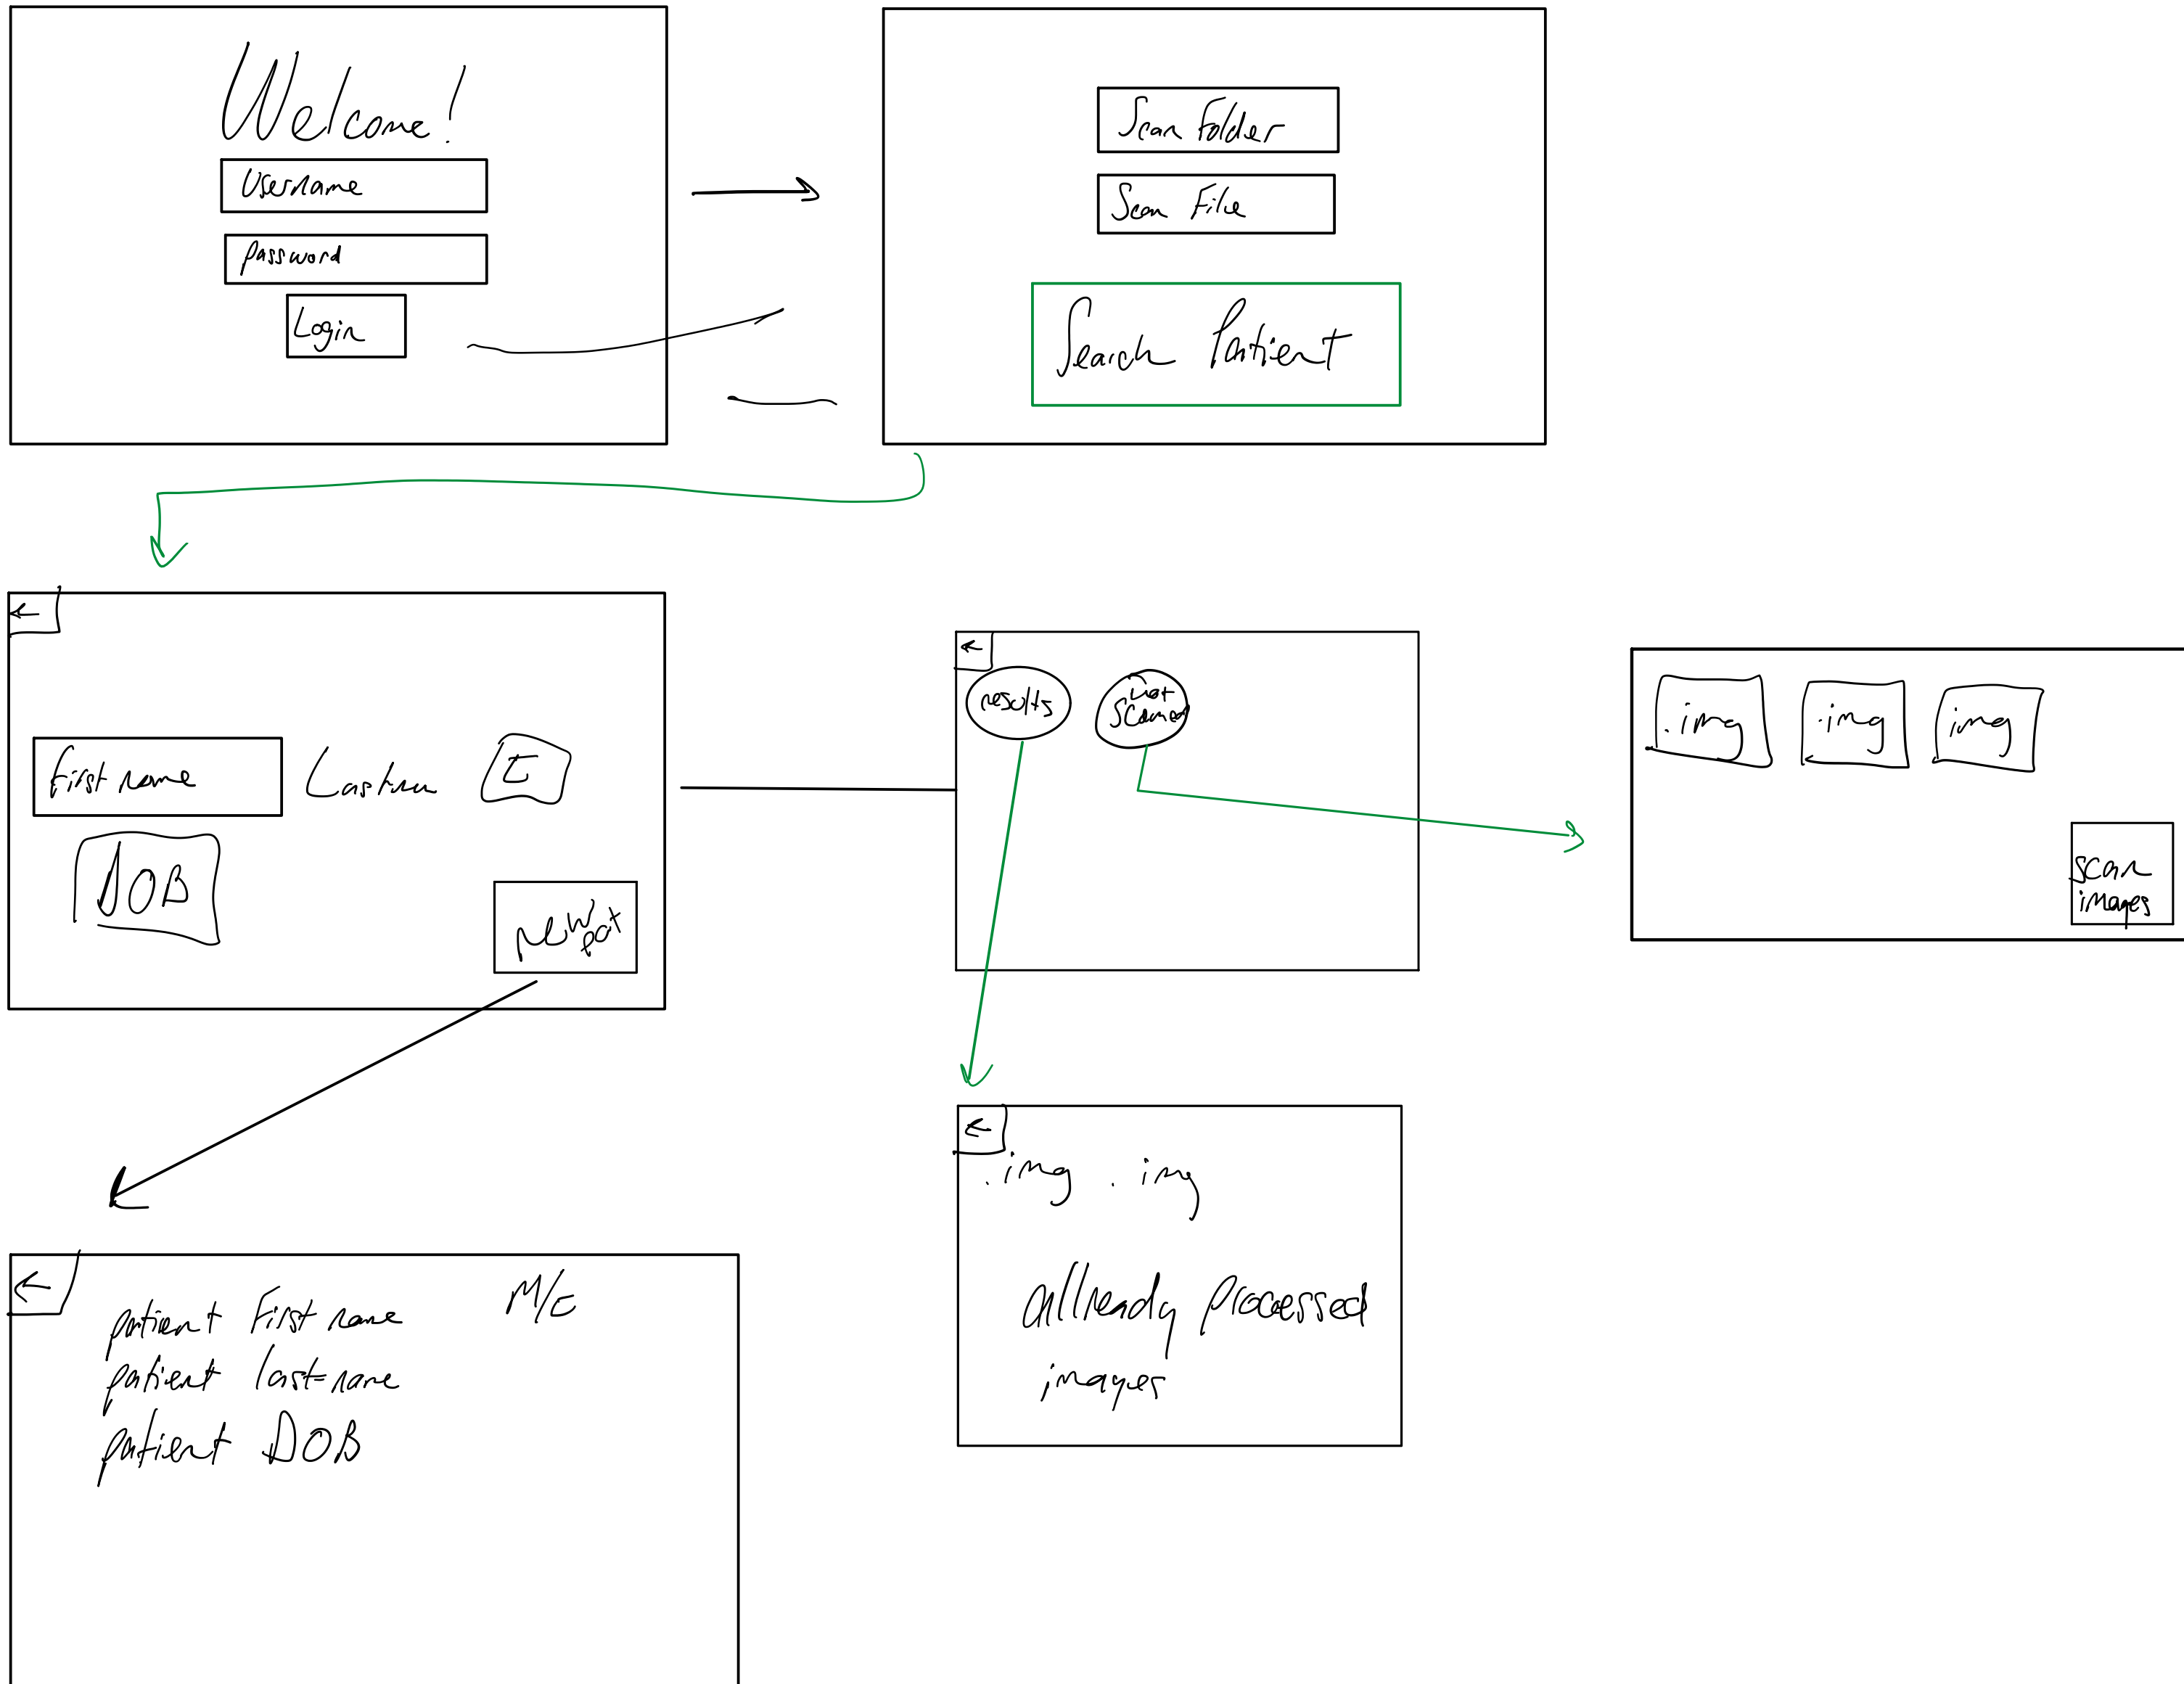 Welcome!
Username
Password
Login
Scan Folder
Scan File
Search Patient
First name
Lastn
E
DOB
New
pat
results
not
scanned
.img
.img
img
scan
images
.img .img
allready processed
images
patient First name M/E
patient last name
patient DOB